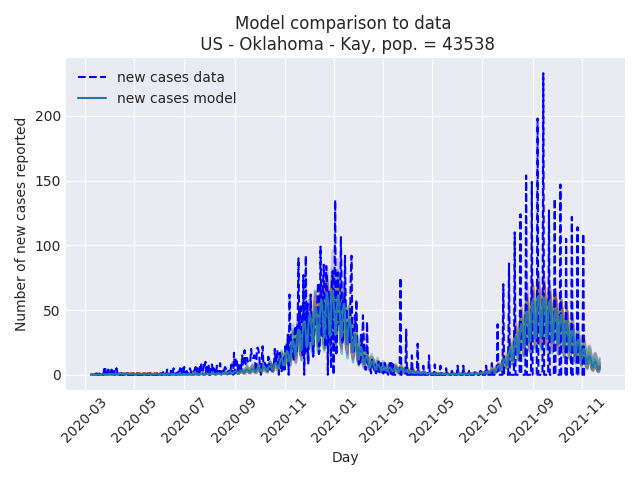 Model comparison to data
US - Oklahoma - Kay, pop. = 43538
new cases data
new cases model
Number of new cases reported
200
150
100
50
0
2020-03
2020-05
2020-07
2020-09
2020-11
2021-01
2021-03
2021-05
2021-07
2021-09
2021-11
Day